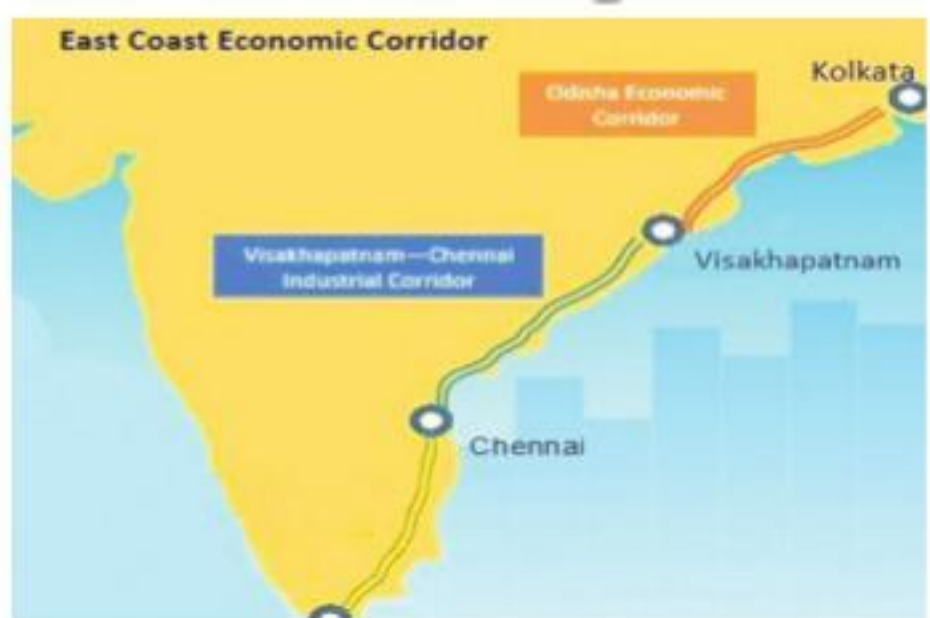 East Coast Economic Corridor
Kolkata
Odisha Economic
Corridor
Visakhapatnam
Visakhapatnam—Chennai
Industrial Corridor
Chennai